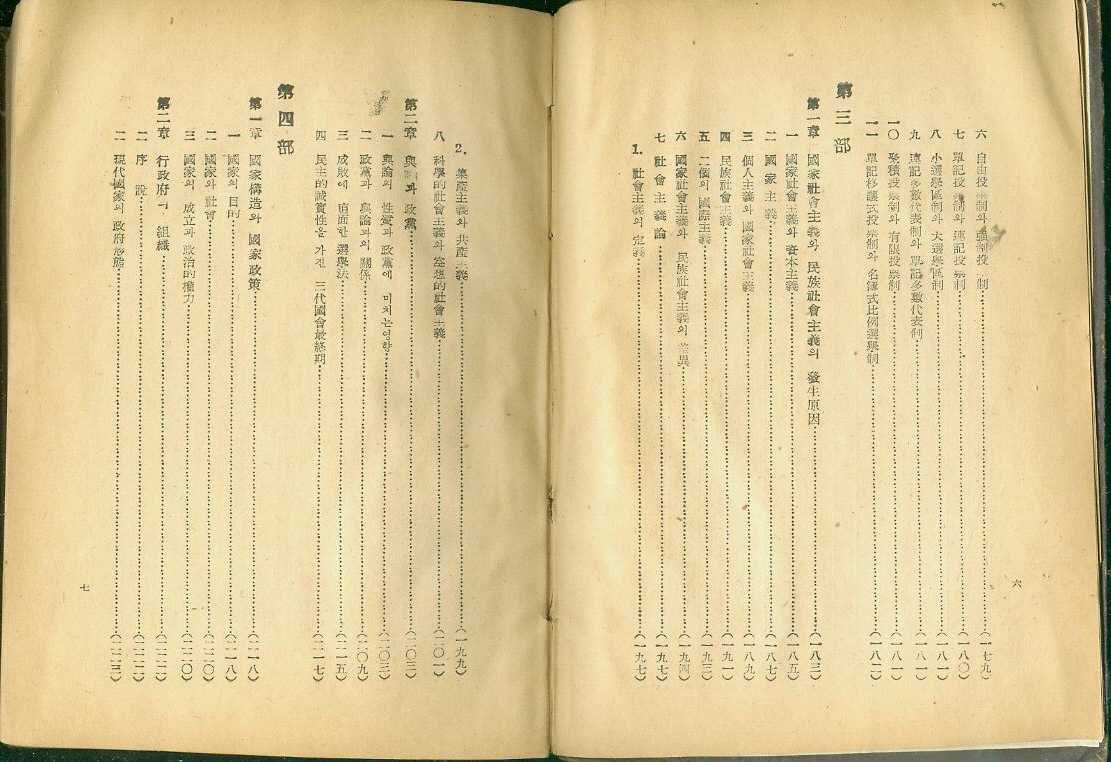 六 自由投票制와 强制投 制 (一七九)
七 單記投票制와 連記投票制 (一八〇)
八 小選擧區制와 大選擧區制 (一八一)
九 連記多數代表制와 單記多數代表制 (一八一)
一〇 聚積投票制와 有限投票制 (一八一)
一一 單記移讓式投票制와 名簿式比例選擧制 (一八二)
第三部
第一章 國家社會主義와 民族社會主義의 發生原因 (一八三)
一 國家社會主義와 資本主義 (一八五)
二 國家主義 (一八七)
三 個人主義와 國家社會主義 (一八九)
四 民族社會主義 (一九一)
五 二個의 國際主義 (一九三)
六 國家社會主義와 民族社會主義의 差異 (一九四)
七 社會主義論 (一九七)
1. 社會主義의 定義 (一九七)
六
2. 集産主義와 共産主義 (一九九)
八 科學的社會主義와 空想的社會主義 (二〇一)
第二章 輿論과 政黨 (二〇三)
一 輿論의 性質과 政黨에 미치는영향 (二〇三)
二 政黨과 輿論과의 關係 (二〇九)
三 成敗에 直面한 選擧法 (二一五)
四 民主的誠實性을 가진 三代國會最終期 (二一七)
第四部
第一章 國家構造와 國家政策 (二一八)
一 國家의 目的 (二一八)
二 國家와 社會 (二二〇)
三 國家의 成立과 政治的權力 (二二〇)
第二章 行政府의 組織 (二二二)
一 序說 (二二二)
二 現代國家의 政府形態 (二二三)
七